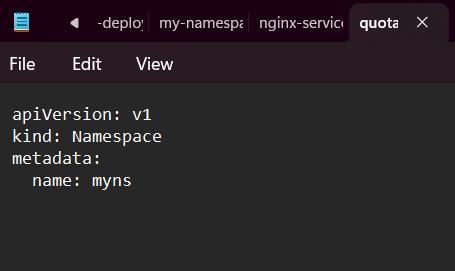 -deploy my-namespa nginx-service quota
File Edit View
apiVersion: v1
kind: Namespace
metadata:
  name: myns